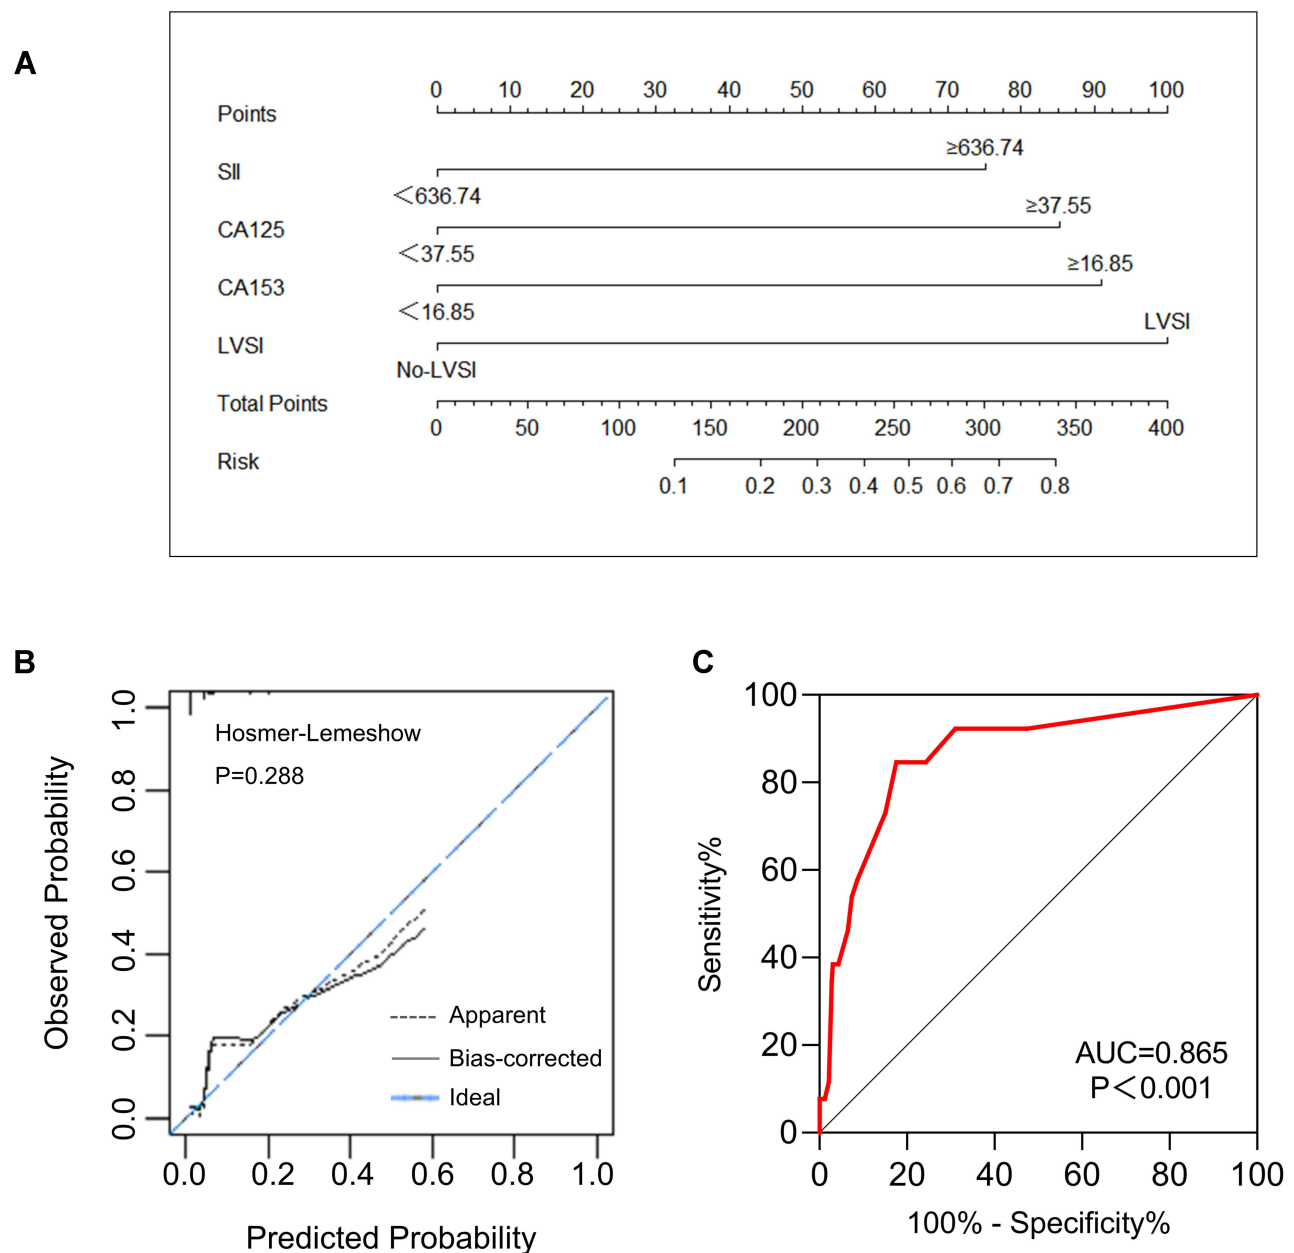 A
0 10 20 30 40 50 60 70 80 90 100
Points
≥636.74
SII
<636.74
≥37.55
CA125
<37.55
≥16.85
CA153
<16.85
LVSI
LVSI
No-LVSI
Total Points
0 50 100 150 200 250 300 350 400
Risk
0.1 0.2 0.3 0.4 0.5 0.6 0.7 0.8
B
Hosmer-Lemeshow
P=0.288
Observed Probability
1.0
0.8
0.6
0.4
0.2
0.0
Apparent
Bias-corrected
Ideal
0.0 0.2 0.4 0.6 0.8 1.0
Predicted Probability
C
Sensitivity%
100
80
60
40
20
0
AUC=0.865
P<0.001
0 20 40 60 80 100
100% - Specificity%